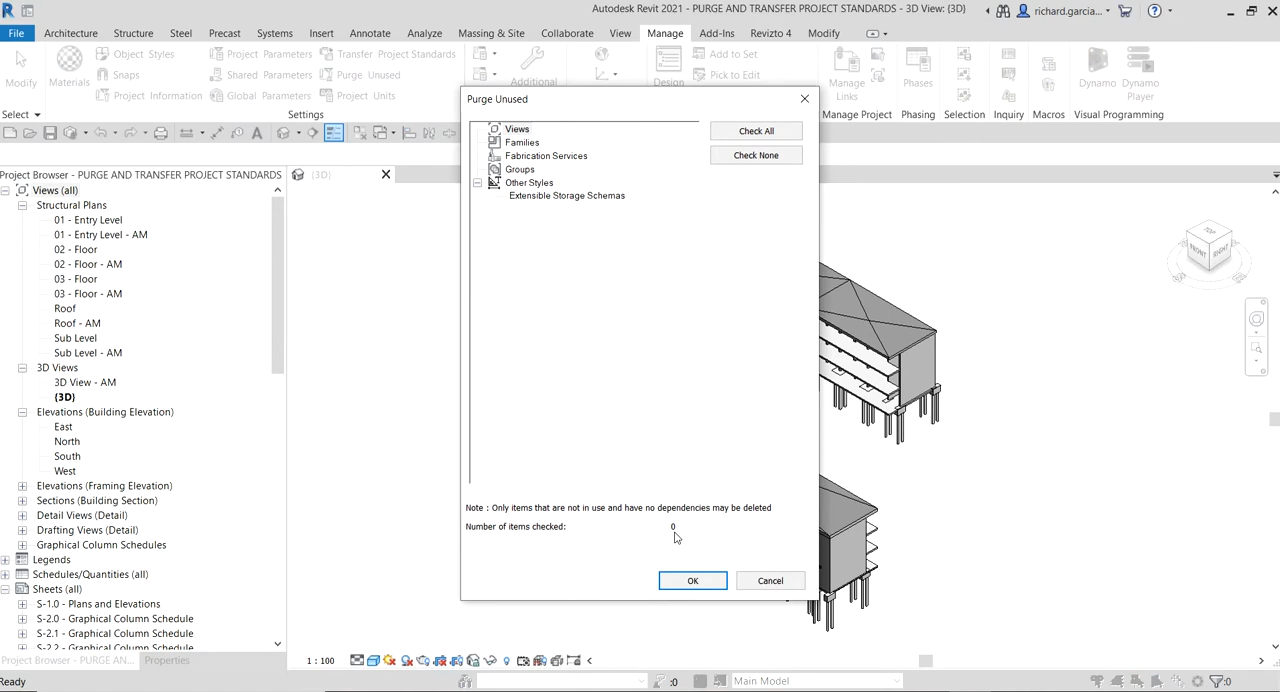 Autodesk Revit 2021 - PURGE AND TRANSFER PROJECT STANDARDS - 3D View: {3D}
richard.garcia...
File Architecture Structure Steel Precast Systems Insert Annotate Analyze Massing & Site Collaborate View Manage Add-Ins Revizto 4 Modify
Object Styles Project Parameters Transfer Project Standards Add to Set
Snaps Shared Parameters Purge Unused Pick to Edit
Modify Materials Additional Design Manage Links Phases Dynamo Dynamo Player
Project Information Global Parameters Project Units
Select Settings Manage Project Phasing Selection Inquiry Macros Visual Programming
Purge Unused
Views
Families
Fabrication Services
Groups
Other Styles
Extensible Storage Schemas
Check All
Check None
Note : Only items that are not in use and have no dependencies may be deleted
Number of items checked: 0
OK Cancel
Project Browser - PURGE AND TRANSFER PROJECT STANDARDS
{3D}
Views (all)
Structural Plans
01 - Entry Level
01 - Entry Level - AM
02 - Floor
02 - Floor - AM
03 - Floor
03 - Floor - AM
Roof
Roof - AM
Sub Level
Sub Level - AM
3D Views
3D View - AM
{3D}
Elevations (Building Elevation)
East
North
South
West
Elevations (Framing Elevation)
Sections (Building Section)
Detail Views (Detail)
Drafting Views (Detail)
Graphical Column Schedules
Legends
Schedules/Quantities (all)
Sheets (all)
S-1.0 - Plans and Elevations
S-2.0 - Graphical Column Schedule
S-2.1 - Graphical Column Schedule
S-2.2 - Graphical Column Schedule
Project Browser - PURGE AN... Properties
TOP
FRONT
RIGHT
1 : 100
Ready
:0
Main Model
:0